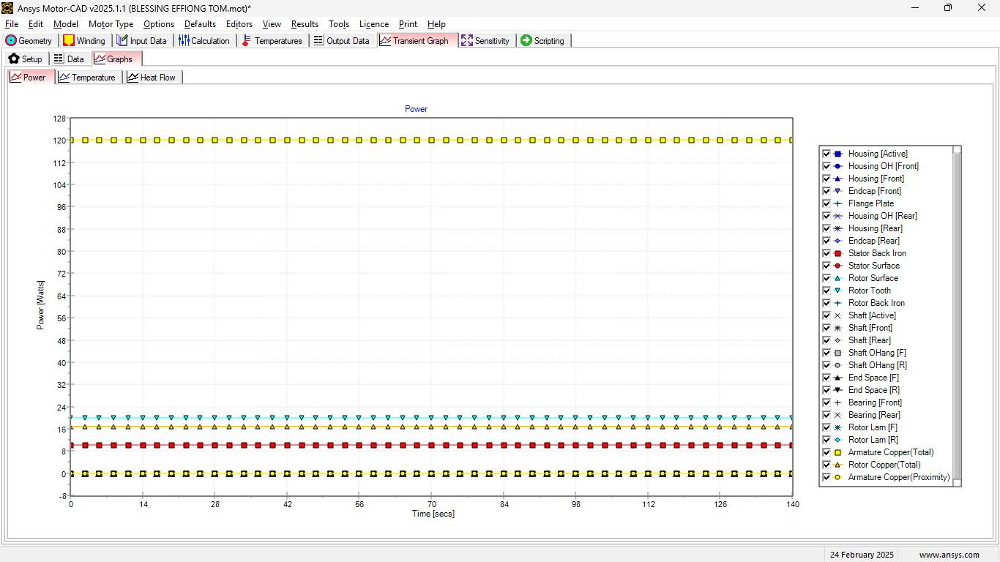 Ansys Motor-CAD v2025.1.1 (BLESSING EFFIONG TOM.mot)*
File Edit Model Motor Type Options Defaults Editors View Results Tools Licence Print Help
Geometry Winding Input Data Calculation Temperatures Output Data Transient Graph Sensitivity Scripting
Setup Data Graphs
Power Temperature Heat Flow
Power
128
120
112
104
96
88
80
72
64
56
48
40
32
24
16
8
0
-8
Power [Watts]
0 14 28 42 56 70 84 98 112 126 140
Time [secs]
Housing [Active]
Housing OH [Front]
Housing [Front]
Endcap [Front]
Flange Plate
Housing OH [Rear]
Housing [Rear]
Endcap [Rear]
Stator Back Iron
Stator Surface
Rotor Surface
Rotor Tooth
Rotor Back Iron
Shaft [Active]
Shaft [Front]
Shaft [Rear]
Shaft OHang [F]
Shaft OHang [R]
End Space [F]
End Space [R]
Bearing [Front]
Bearing [Rear]
Rotor Lam [F]
Rotor Lam [R]
Armature Copper(Total)
Rotor Copper(Total)
Armature Copper(Proximity)
24 February 2025 www.ansys.com